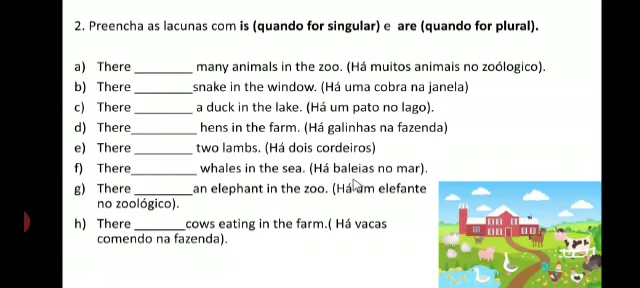 2. Preencha as lacunas com is (quando for singular) e are (quando for plural).
a) There ________ many animals in the zoo. (Há muitos animais no zoólogico).
b) There ________snake in the window. (Há uma cobra na janela)
c) There ________ a duck in the lake. (Há um pato no lago).
d) There_________ hens in the farm. (Há galinhas na fazenda)
e) There ________ two lambs. (Há dois cordeiros)
f) There_________ whales in the sea. (Há baleias no mar).
g) There ________an elephant in the zoo. (Há um elefante
no zoológico).
h) There _______cows eating in the farm.( Há vacas
comendo na fazenda).